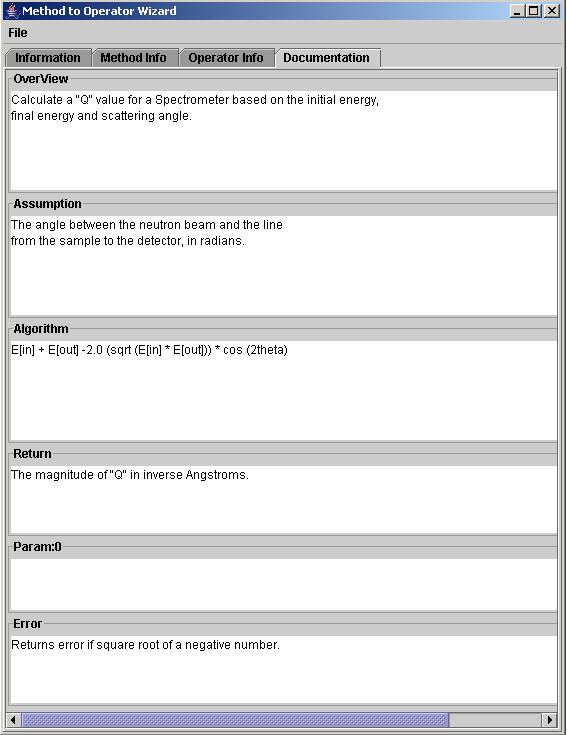 Method to Operator Wizard
File
Information Method Info Operator Info Documentation
OverView
Calculate a "Q" value for a Spectrometer based on the initial energy,
final energy and scattering angle.
Assumption
The angle between the neutron beam and the line
from the sample to the detector, in radians.
Algorithm
E[in] + E[out] -2.0 (sqrt (E[in] * E[out])) * cos (2theta)
Return
The magnitude of "Q" in inverse Angstroms.
Param:0
Error
Returns error if square root of a negative number.